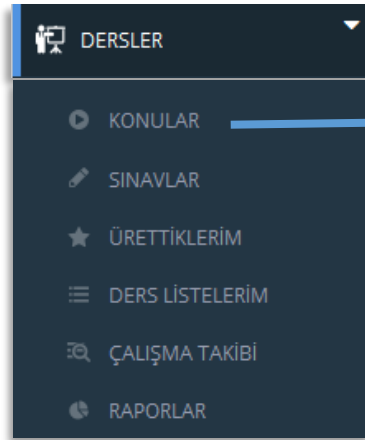 DERSLER
KONULAR
SINAVLAR
ÜRETTİKLERİM
DERS LİSTELERİM
ÇALIŞMA TAKİBİ
RAPORLAR